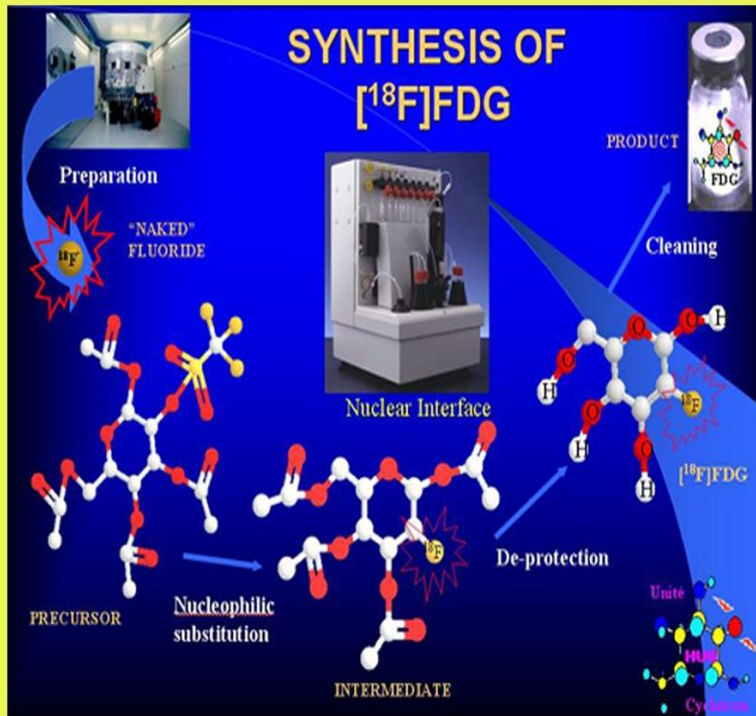 SYNTHESIS OF
[¹⁸F]FDG
Preparation
"NAKED"
FLUORIDE
¹⁸F
PRODUCT
FDG
Cleaning
Nuclear Interface
O
O
H
O
H
O
H
O
H
¹⁸F
[¹⁸F]FDG
¹⁸F
De-protection
PRECURSOR
Nucleophilic
substitution
INTERMEDIATE
Unité